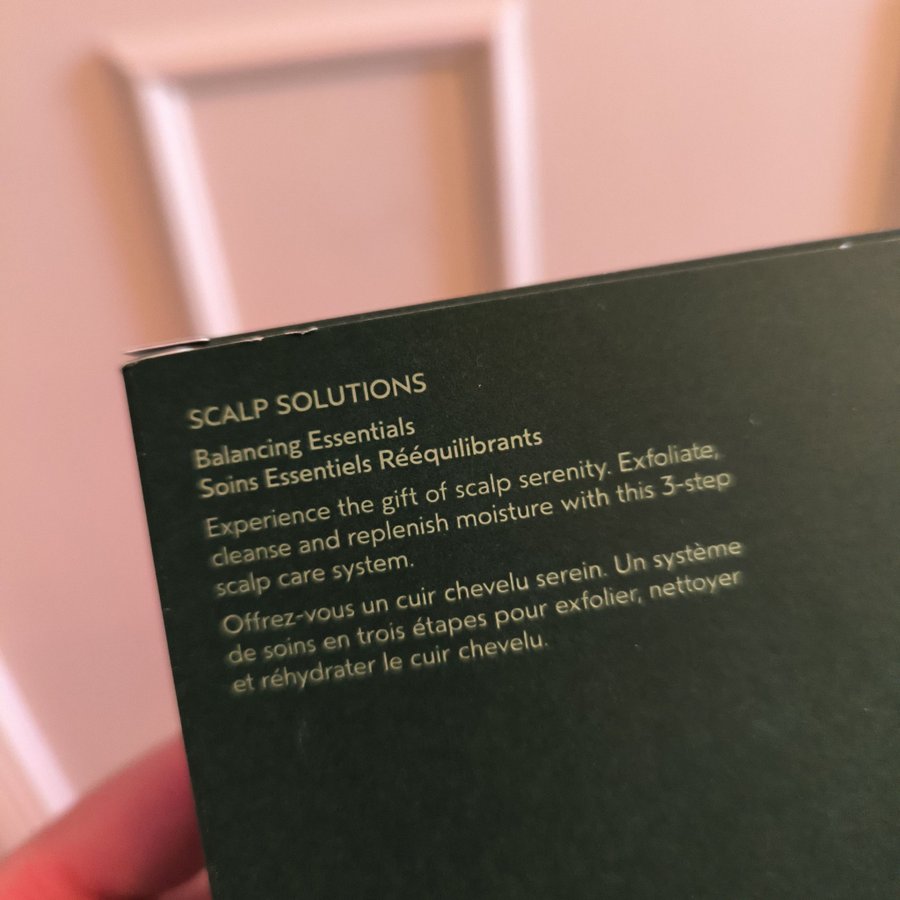 SCALP SOLUTIONS
Balancing Essentials
Soins Essentiels Rééquilibrants
Experience the gift of scalp serenity. Exfoliate,
cleanse and replenish moisture with this 3-step
scalp care system.
Offrez-vous un cuir chevelu serein. Un système
de soins en trois étapes pour exfolier, nettoyer
et réhydrater le cuir chevelu.